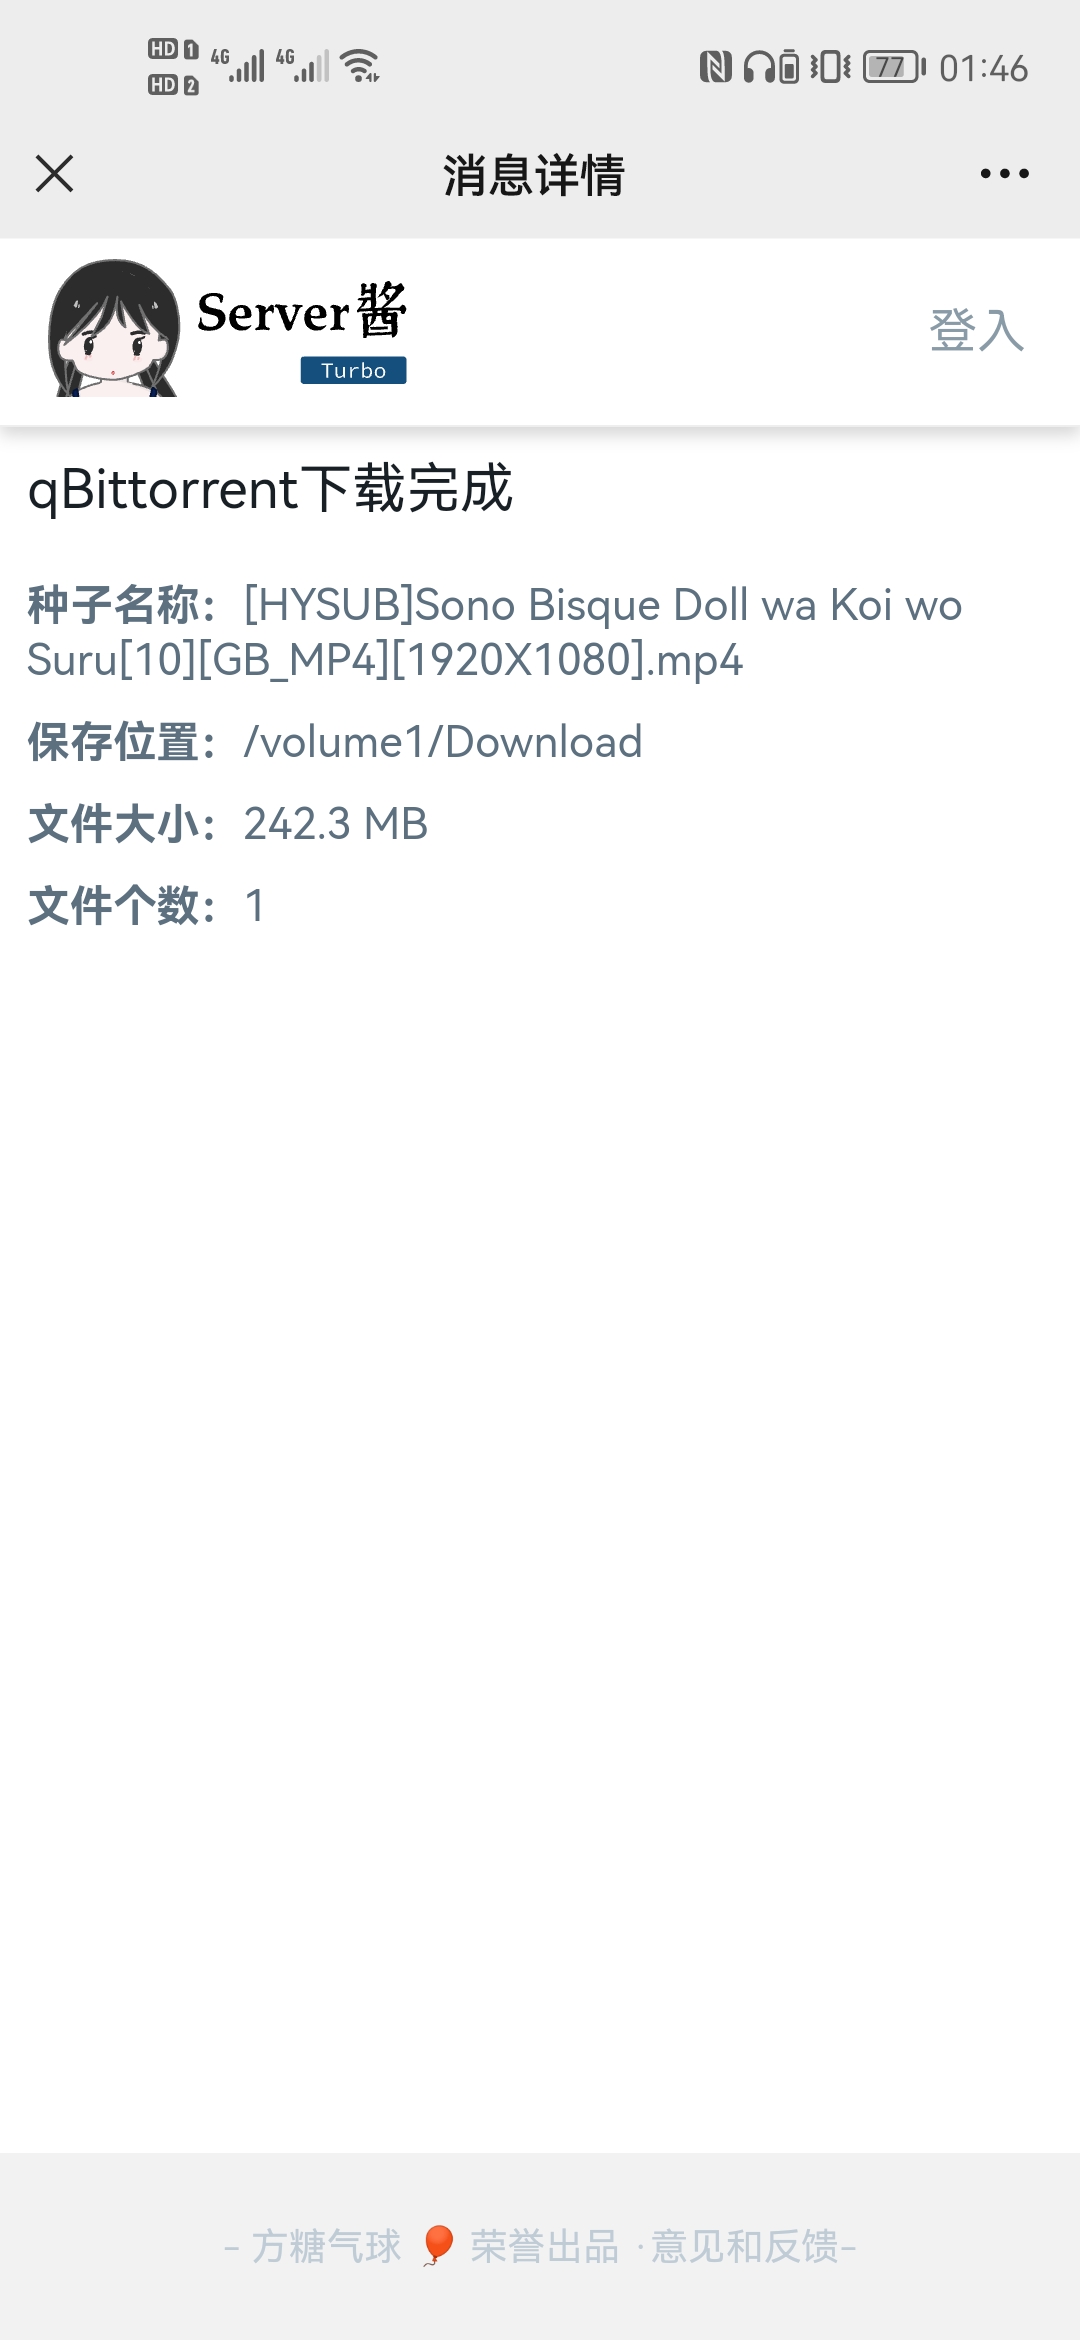 HD 1 4G 4G 77 01:46
HD 2
消息详情
Server酱
Turbo
登入
qBittorrent下载完成
种子名称：[HYSUB]Sono Bisque Doll wa Koi wo
Suru[10][GB_MP4][1920X1080].mp4
保存位置：/volume1/Download
文件大小：242.3 MB
文件个数：1
- 方糖气球 🎈 荣誉出品 ·意见和反馈-